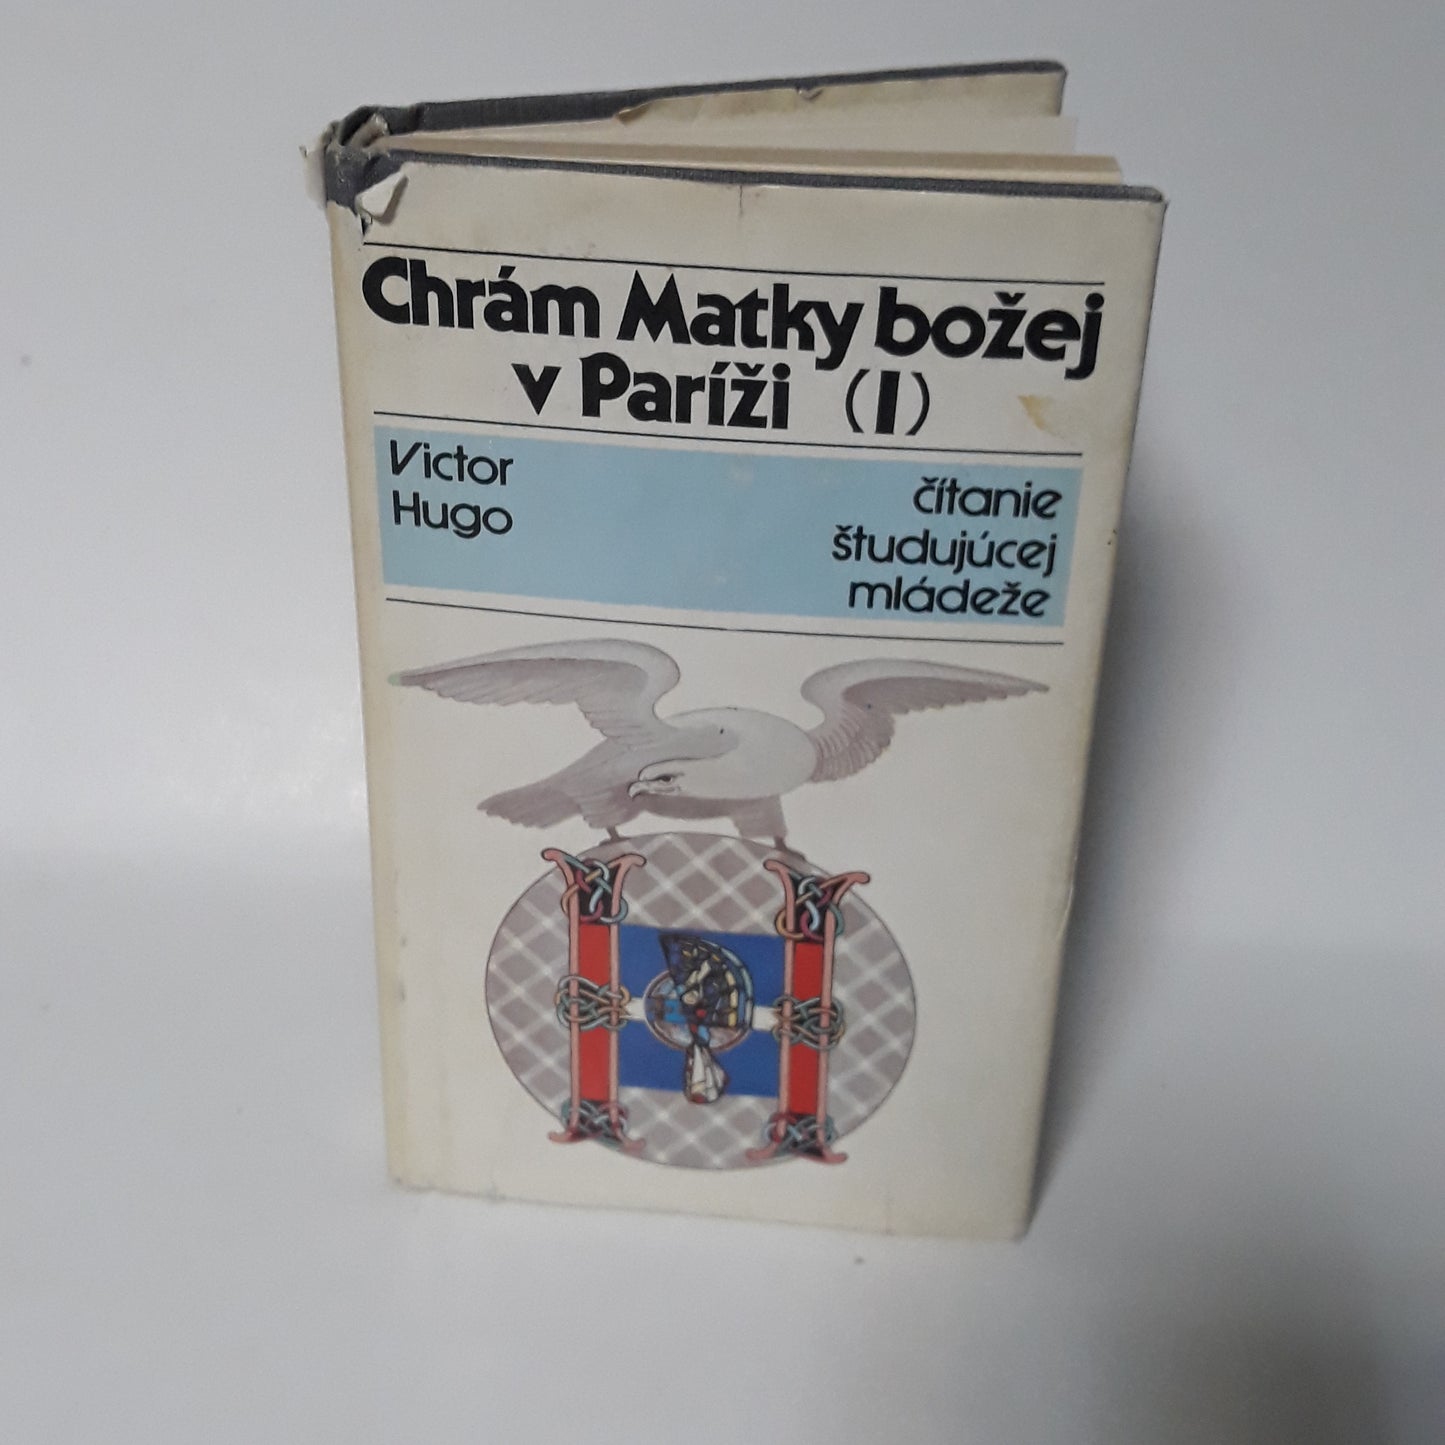 Chrám Matky božej
v Paríži (I)
Victor
Hugo
čítanie
študujúcej
mládeže